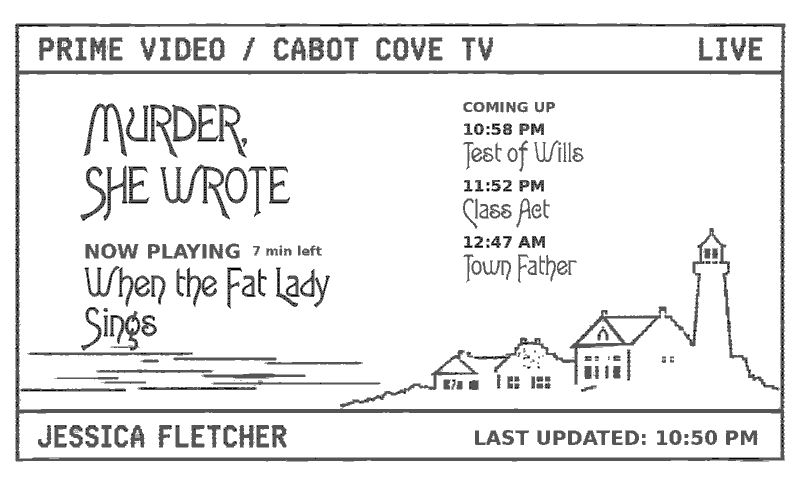 PRIME VIDEO / CABOT COVE TV
LIVE
MURDER,
SHE WROTE
NOW PLAYING 7 min left
When the Fat Lady
Sings
COMING UP
10:58 PM
Test of Wills
11:52 PM
Class Act
12:47 AM
Town Father
JESSICA FLETCHER
LAST UPDATED: 10:50 PM